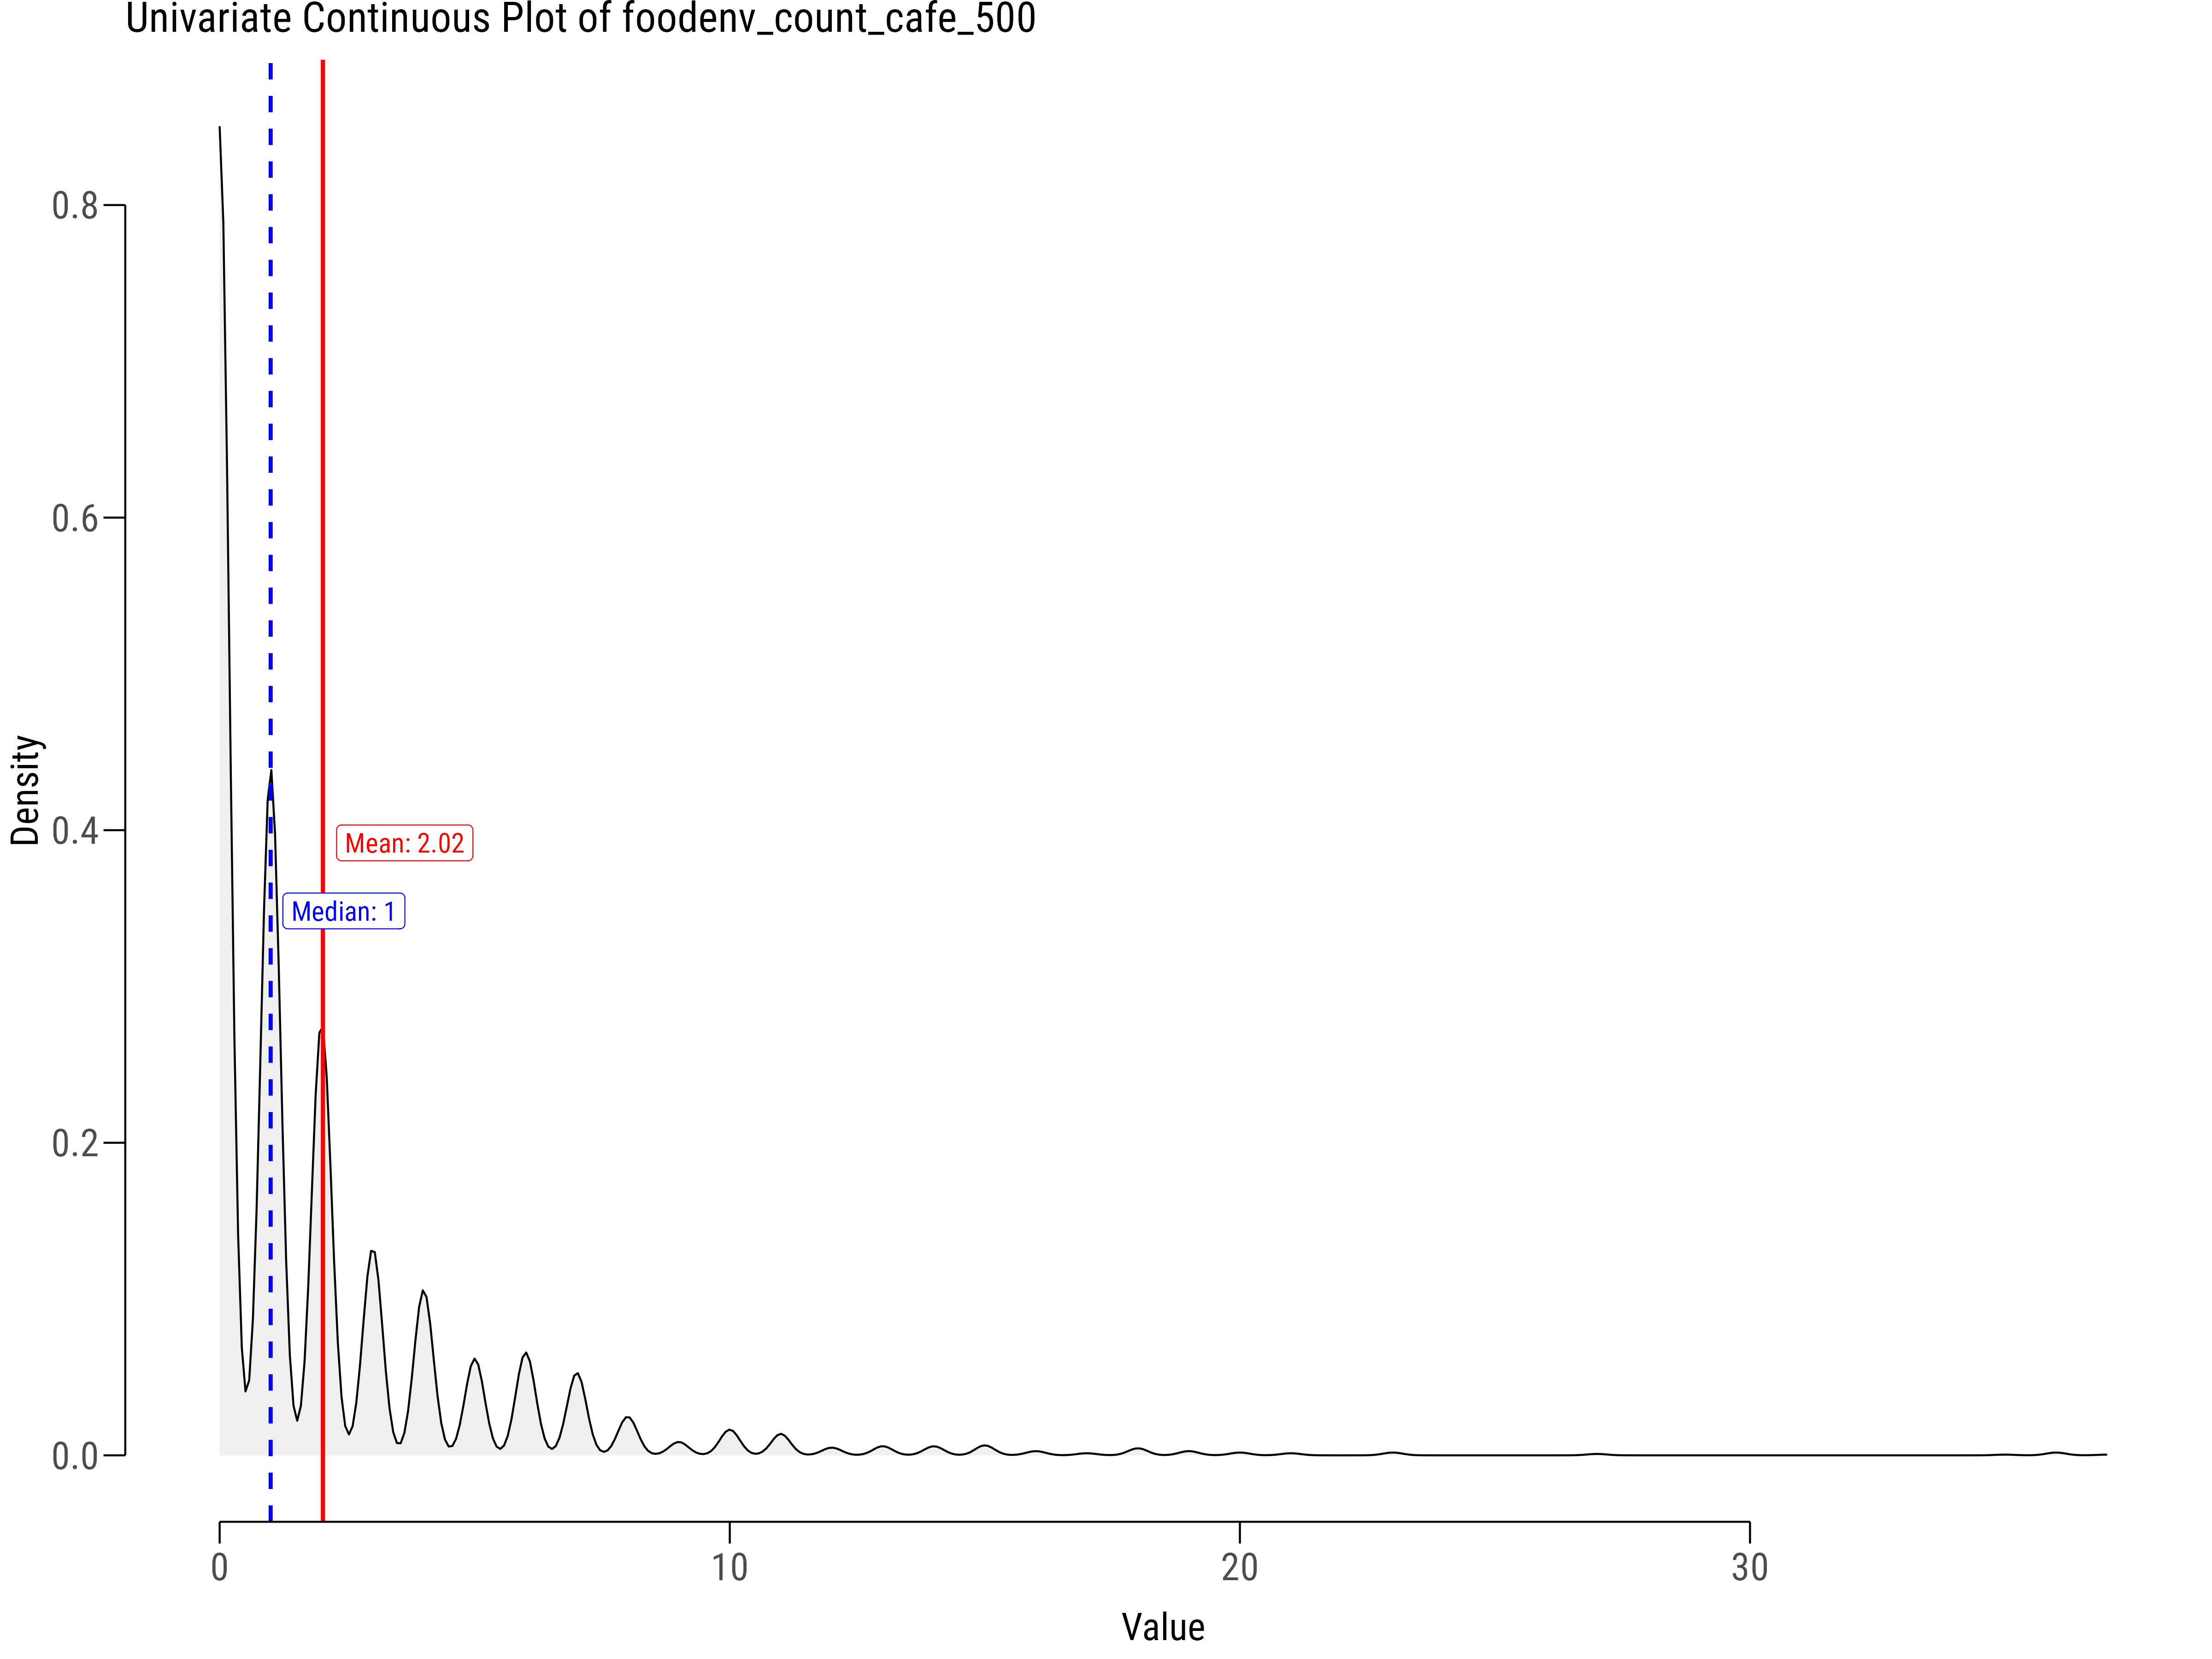 Univariate Continuous Plot of foodenv_count_cafe_500
0.8
0.6
0.4
0.2
0.0
Density
Mean: 2.02
Median: 1
0
10
20
30
Value